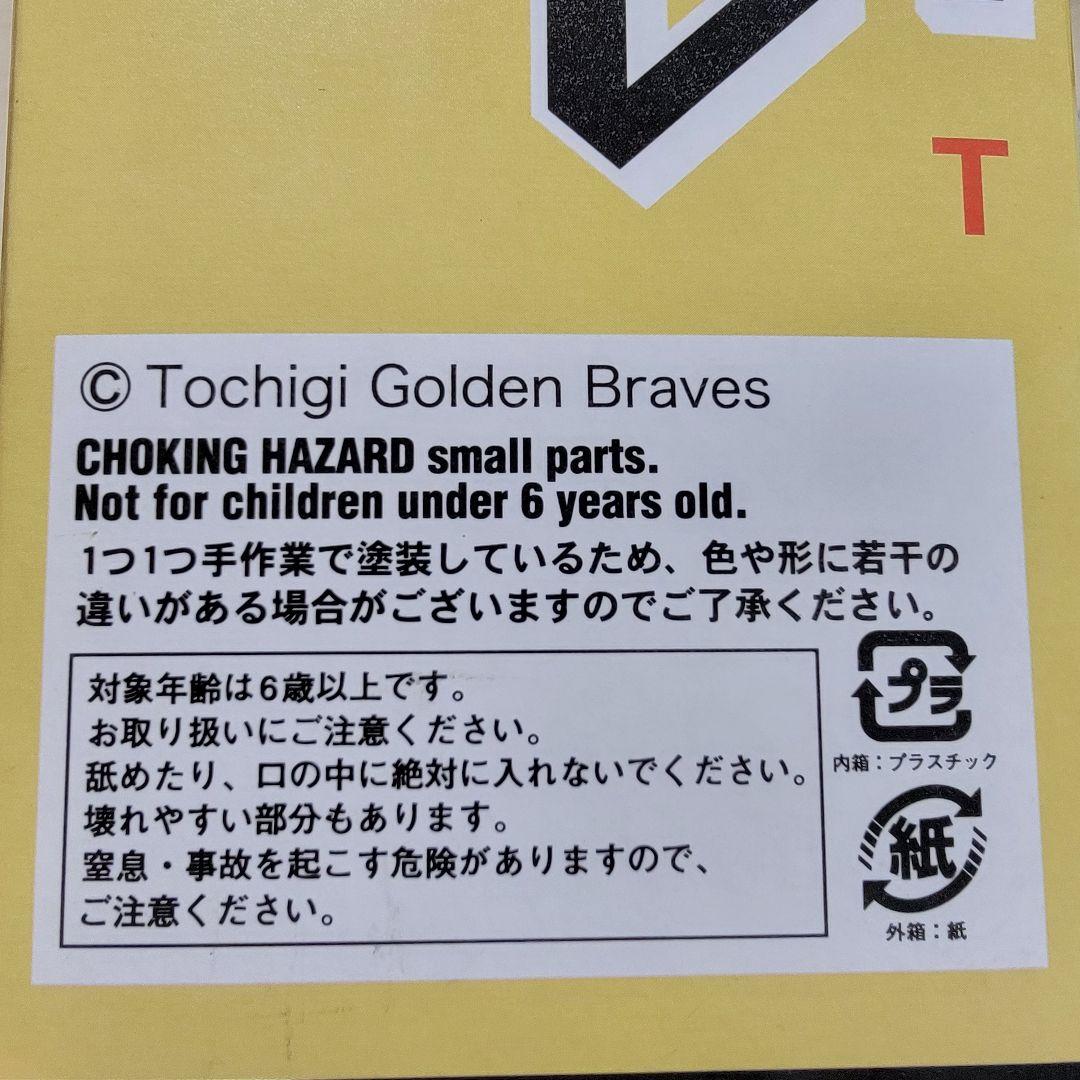 T
© Tochigi Golden Braves
CHOKING HAZARD small parts.
Not for children under 6 years old.
1つ1つ手作業で塗装しているため、色や形に若干の
違いがある場合がございますのでご了承ください。
対象年齢は6歳以上です。
お取り扱いにご注意ください。
舐めたり、口の中に絶対に入れないでください。
壊れやすい部分もあります。
窒息・事故を起こす危険がありますので、
ご注意ください。
プラ
内箱：プラスチック
紙
外箱：紙